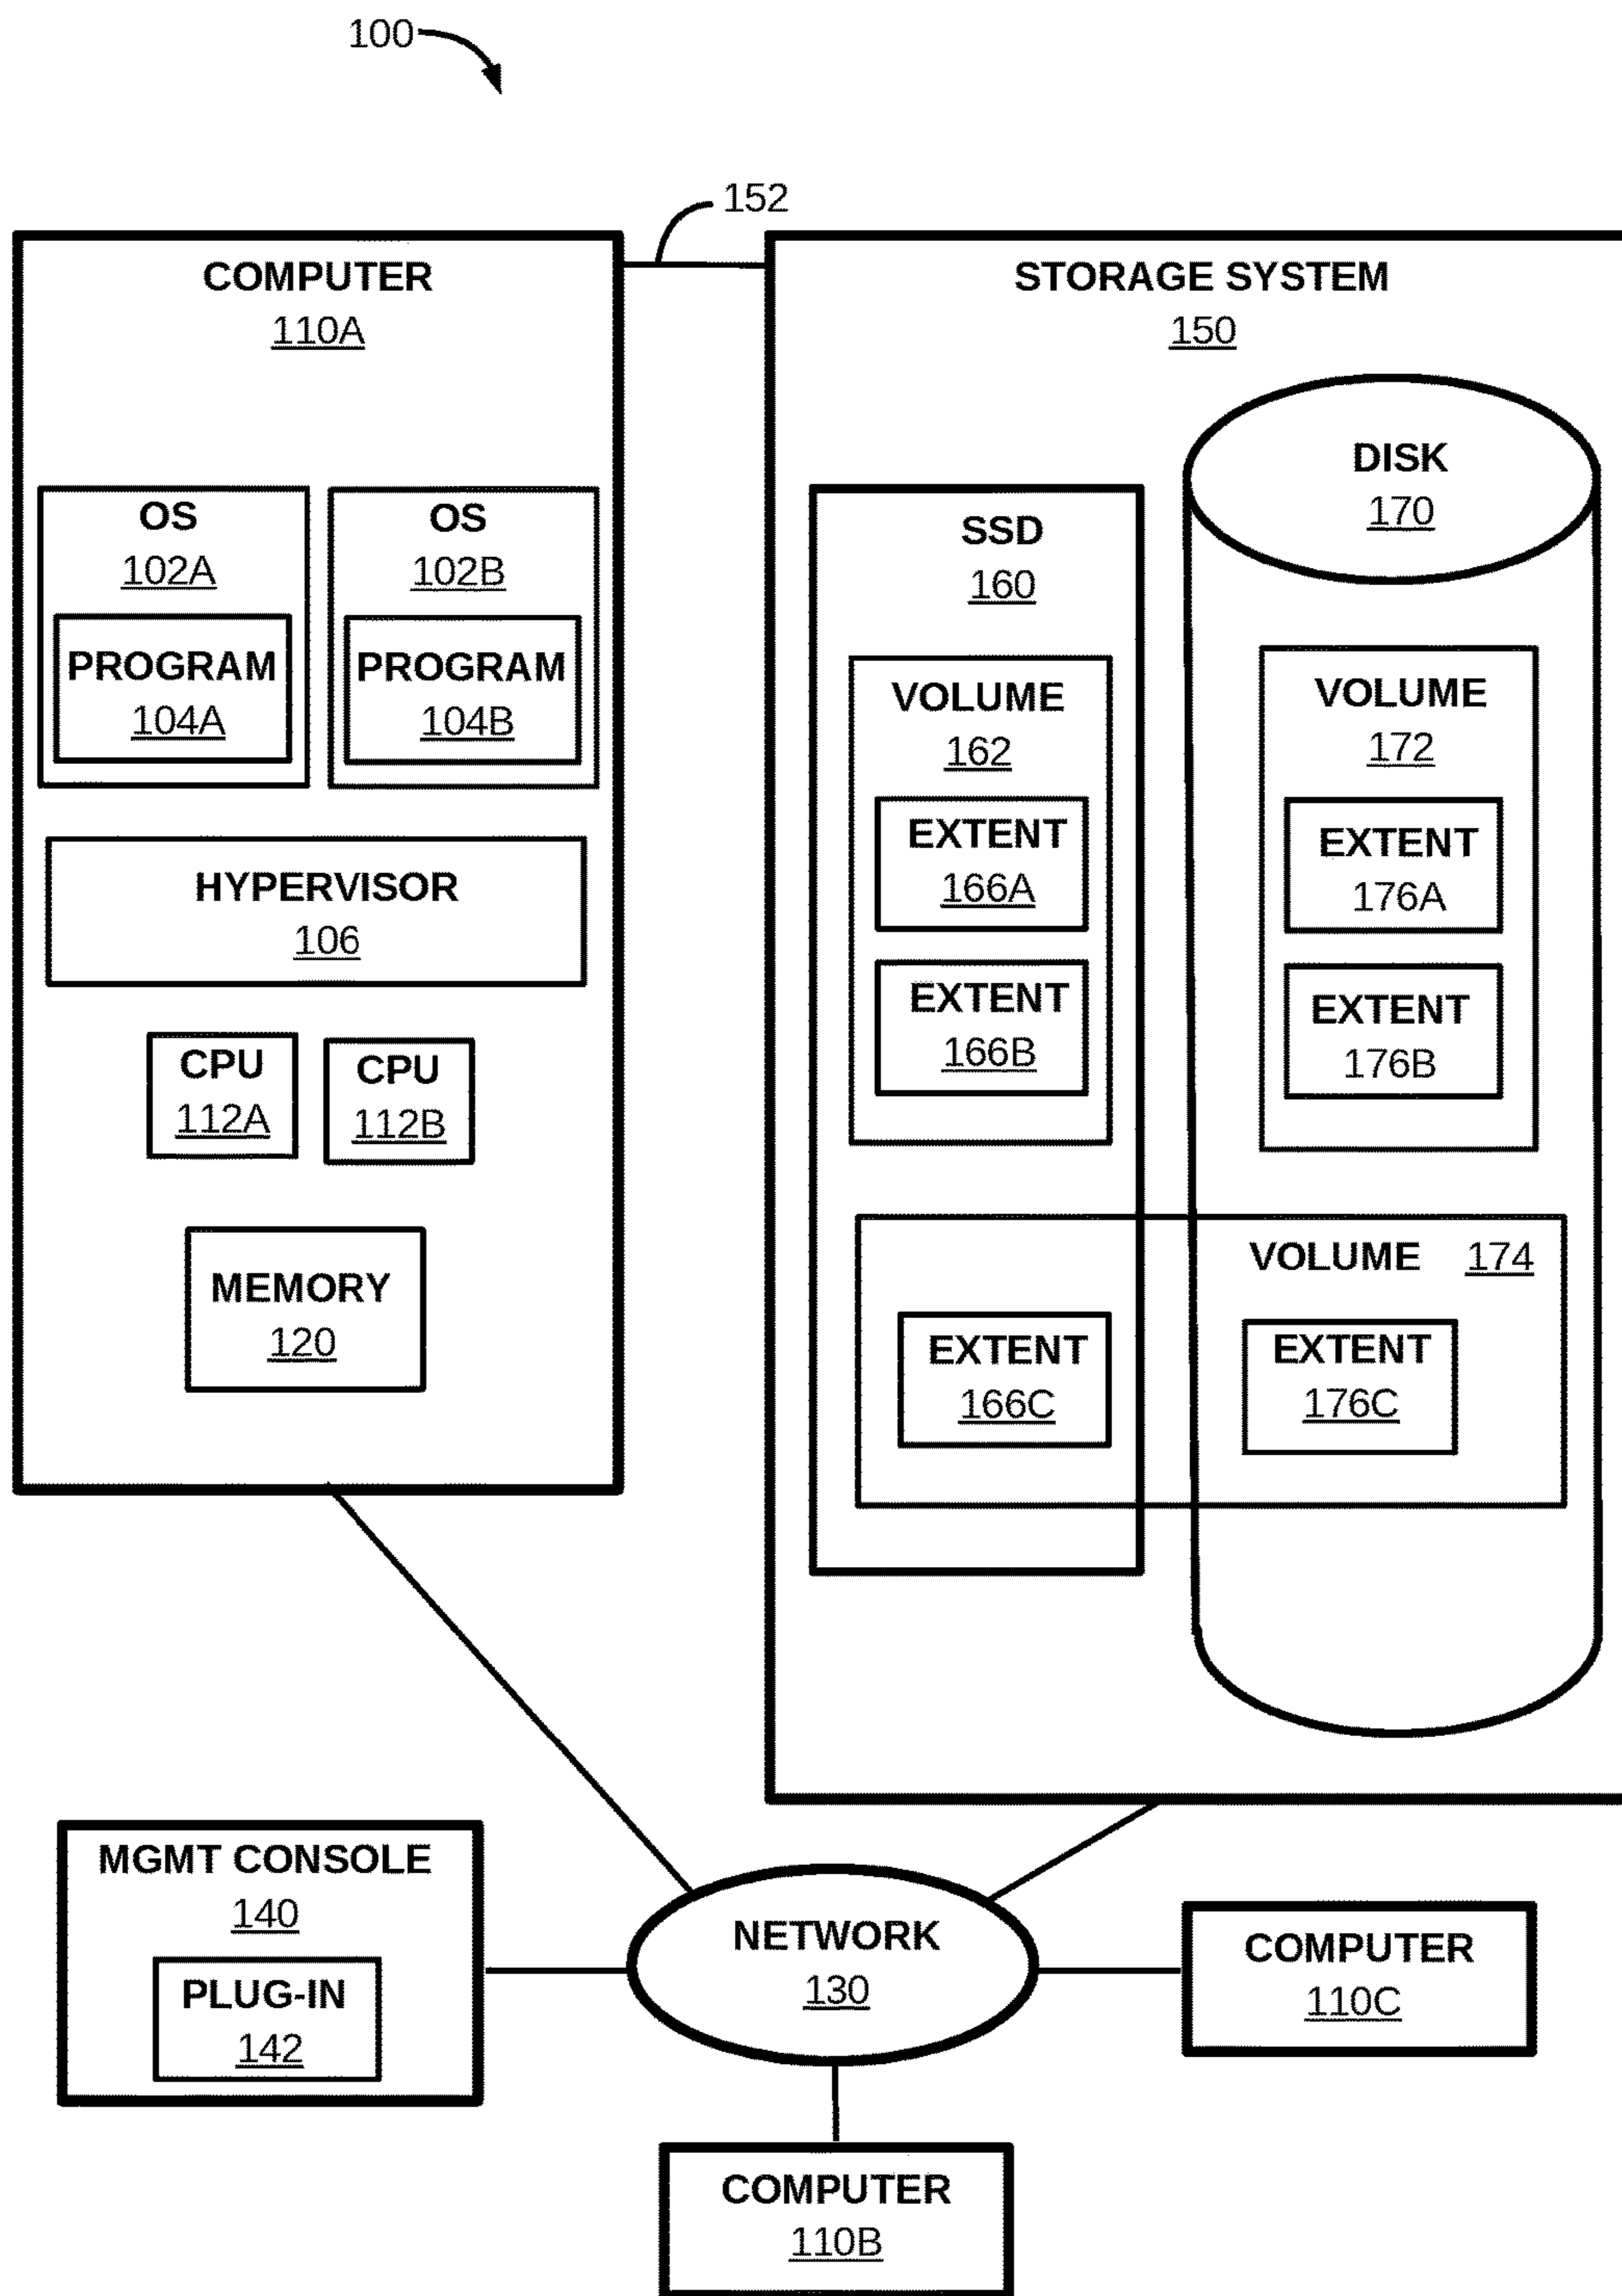 100
152
COMPUTER
110A
OS
102A
PROGRAM
104A
OS
102B
PROGRAM
104B
HYPERVISOR
106
CPU
112A
CPU
112B
MEMORY
120
STORAGE SYSTEM
150
SSD
160
VOLUME
162
EXTENT
166A
EXTENT
166B
DISK
170
VOLUME
172
EXTENT
176A
EXTENT
176B
VOLUME 174
EXTENT
166C
EXTENT
176C
MGMT CONSOLE
140
PLUG-IN
142
NETWORK
130
COMPUTER
110C
COMPUTER
110B